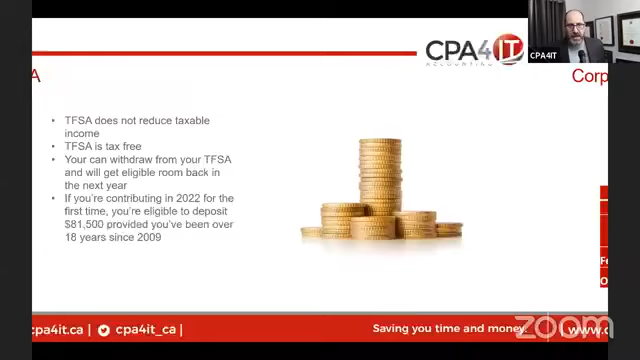 CPA4IT
ACCOUNTING
CPA4IT
A
Corp
• TFSA does not reduce taxable
income
• TFSA is tax free
• Your can withdraw from your TFSA
and will get eligible room back in
the next year
• If you're contributing in 2022 for the
first time, you're eligible to deposit
$81,500 provided you've been over
18 years since 2009
Fe
O
cpa4it.ca | cpa4it_ca |
Saving you time and money.
www.c
zoom